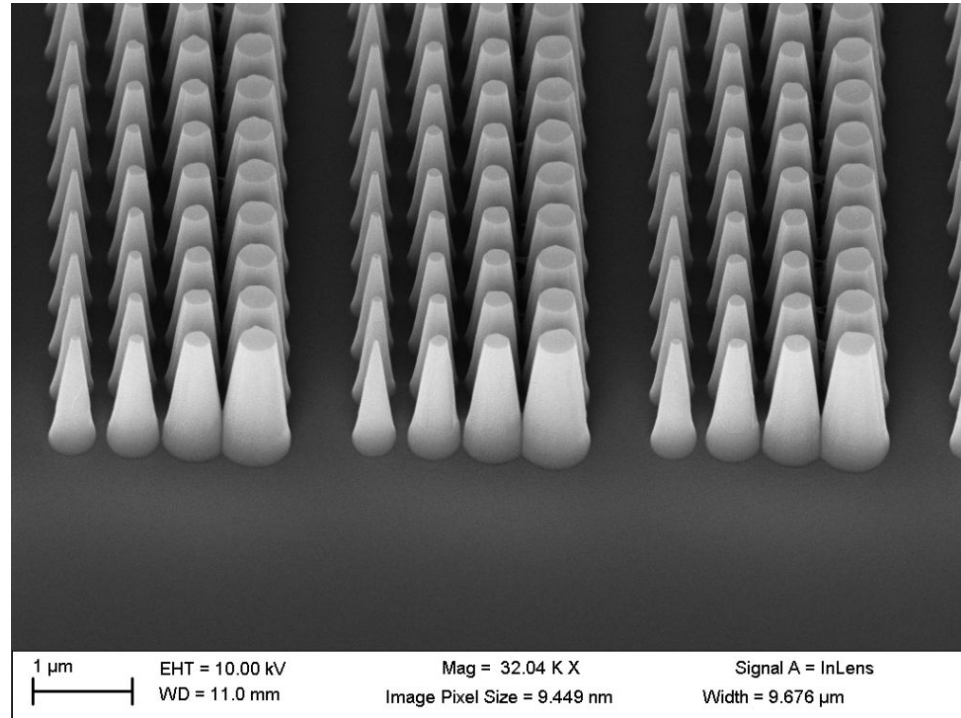 1 µm
EHT = 10.00 kV
Mag = 32.04 K X
Signal A = InLens
WD = 11.0 mm
Image Pixel Size = 9.449 nm
Width = 9.676 µm